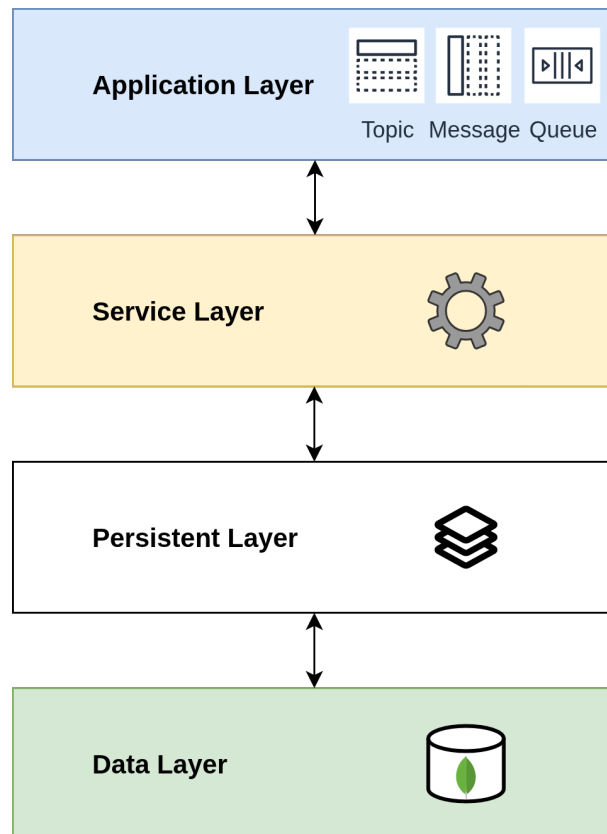 Application Layer
Topic Message Queue
Service Layer
Persistent Layer
Data Layer